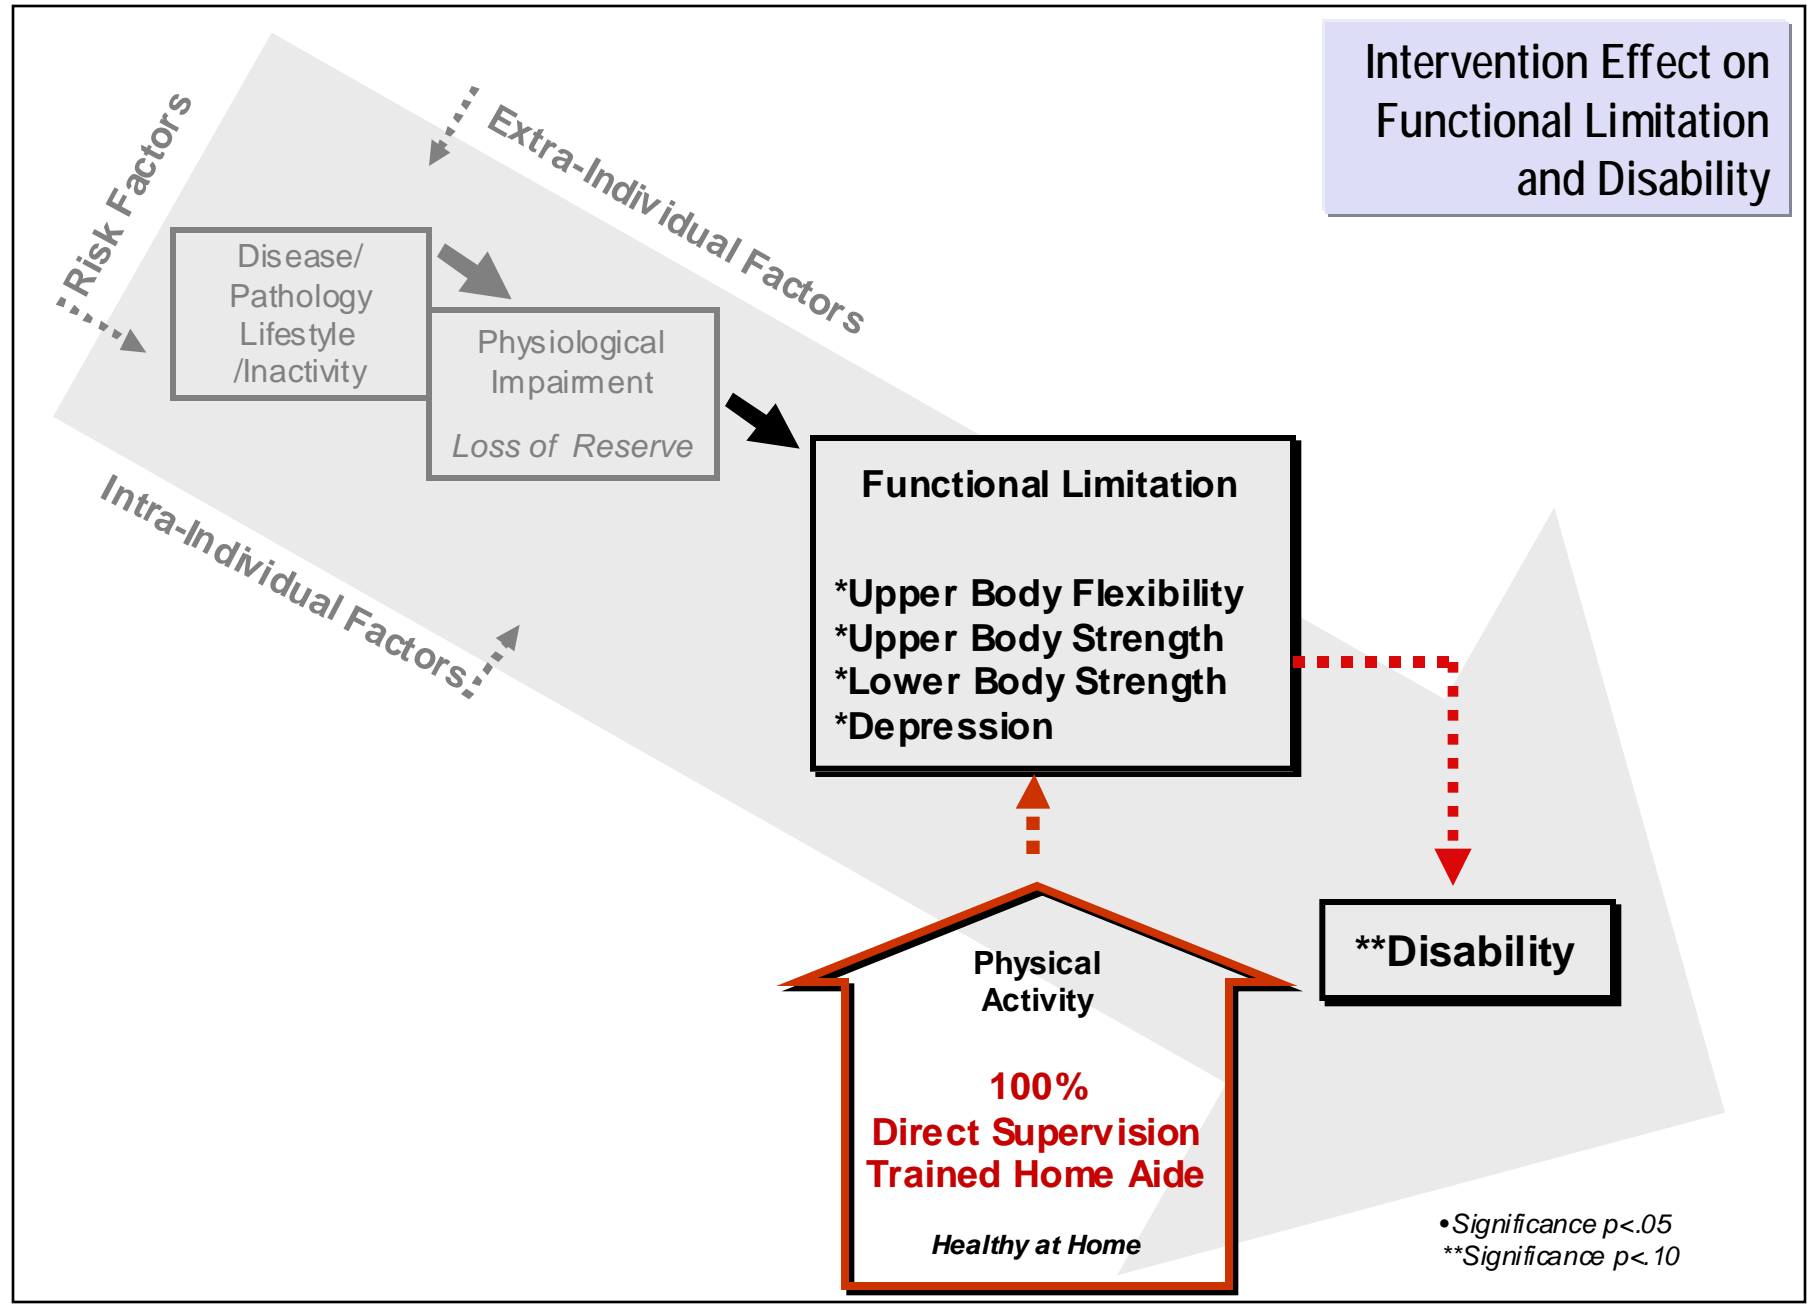 Intervention Effect on
Functional Limitation
and Disability
Risk Factors
Extra-Individual Factors
Disease/
Pathology
Lifestyle
/Inactivity
Physiological
Impairment
Loss of Reserve
Intra-Individual Factors
Functional Limitation
*Upper Body Flexibility
*Upper Body Strength
*Lower Body Strength
*Depression
**Disability
Physical
Activity
100%
Direct Supervision
Trained Home Aide
Healthy at Home
•Significance p<.05
**Significance p<.10